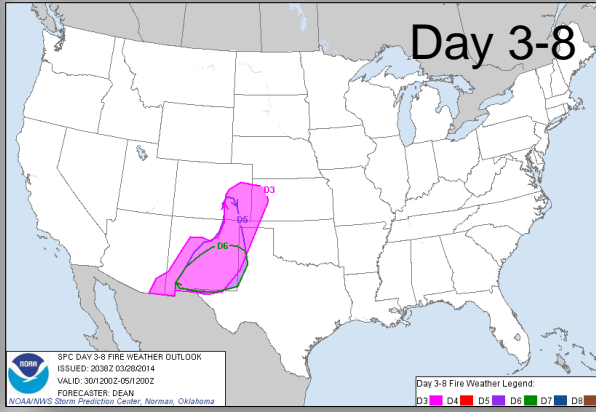 Day 3-8
D3
D5
D6
NOAA
SPC DAY 3-8 FIRE WEATHER OUTLOOK
ISSUED: 2038Z 03/28/2014
VALID: 30/1200Z-05/1200Z
FORECASTER: DEAN
NOAA/NWS Storm Prediction Center, Norman, Oklahoma
Day 3-8 Fire Weather Legend:
D3 D4 D5 D6 D7 D8